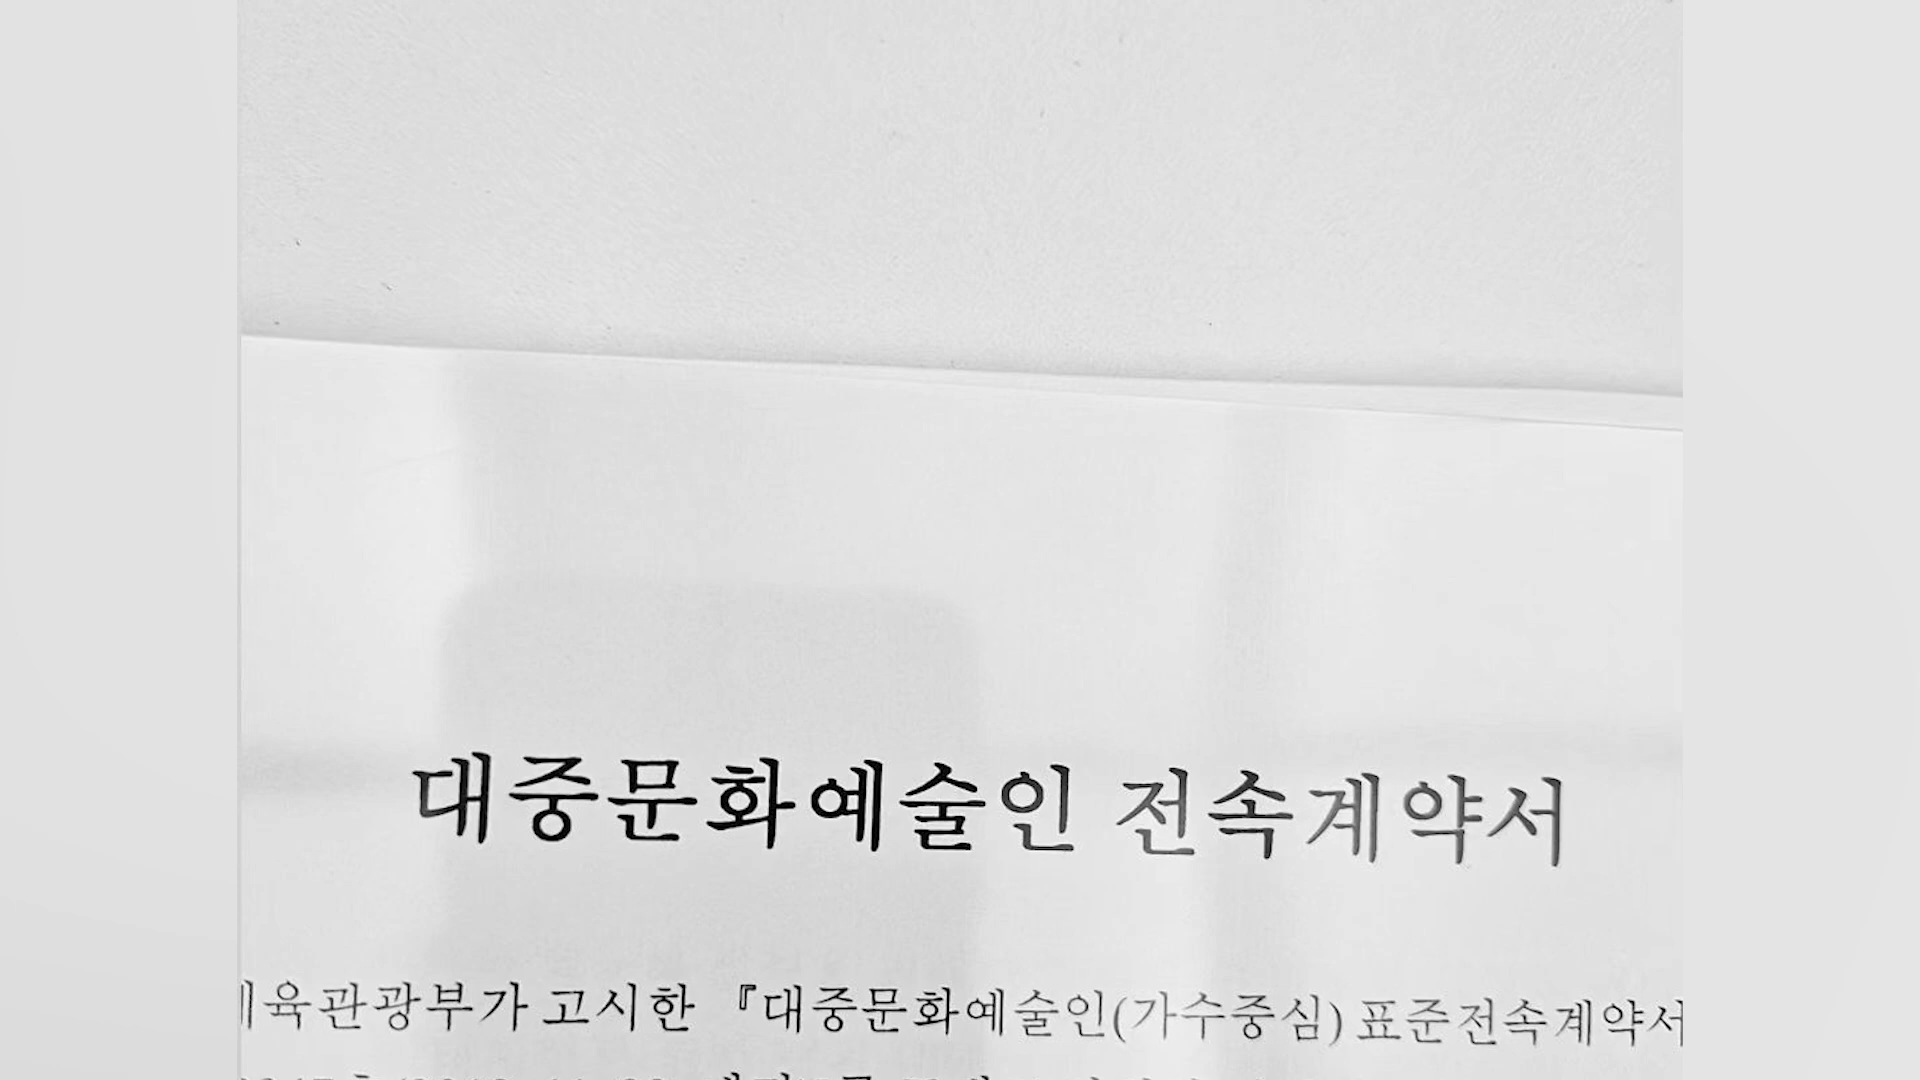 대중문화예술인 전속계약서
체육관광부가 고시한 『대중문화예술인(가수중심) 표준전속계약서